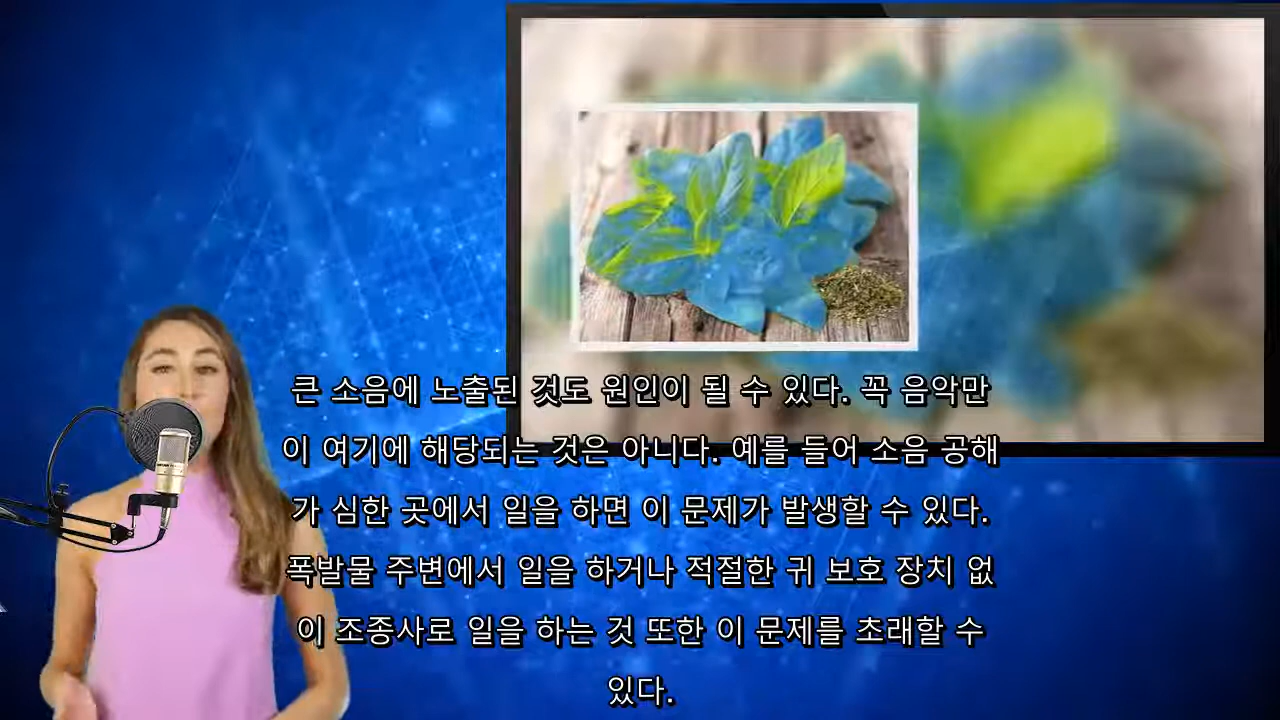 큰 소음에 노출된 것도 원인이 될 수 있다. 꼭 음악만
이 여기에 해당되는 것은 아니다. 예를 들어 소음 공해
가 심한 곳에서 일을 하면 이 문제가 발생할 수 있다.
폭발물 주변에서 일을 하거나 적절한 귀 보호 장치 없
이 조종사로 일을 하는 것 또한 이 문제를 초래할 수
있다.